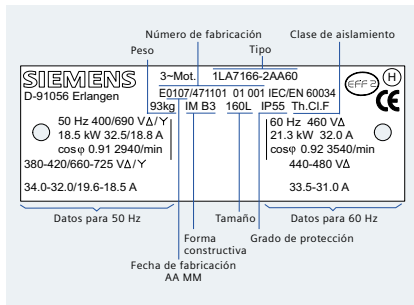 Número de fabricación
Clase de aislamiento
Peso
Tipo
SIEMENS
D-91056 Erlangen
3~Mot. 1LA7166-2AA60
E0107/471101 01 001 IEC/EN 60034
93kg IM B3 160L IP55 Th.Cl.F
EFF 2
H
CE
50 Hz 400/690 VΔ/Y
18.5 kW 32.5/18.8 A
cosφ 0.91 2940/min
380-420/660-725 VΔ/Y
34.0-32.0/19.6-18.5 A
60 Hz 460 VΔ
21.3 kW 32.0 A
cosφ 0.92 3540/min
440-480 VΔ
33.5-31.0 A
Datos para 50 Hz
Tamaño
Datos para 60 Hz
Forma
constructiva
Grado de protección
Fecha de fabricación
AA MM